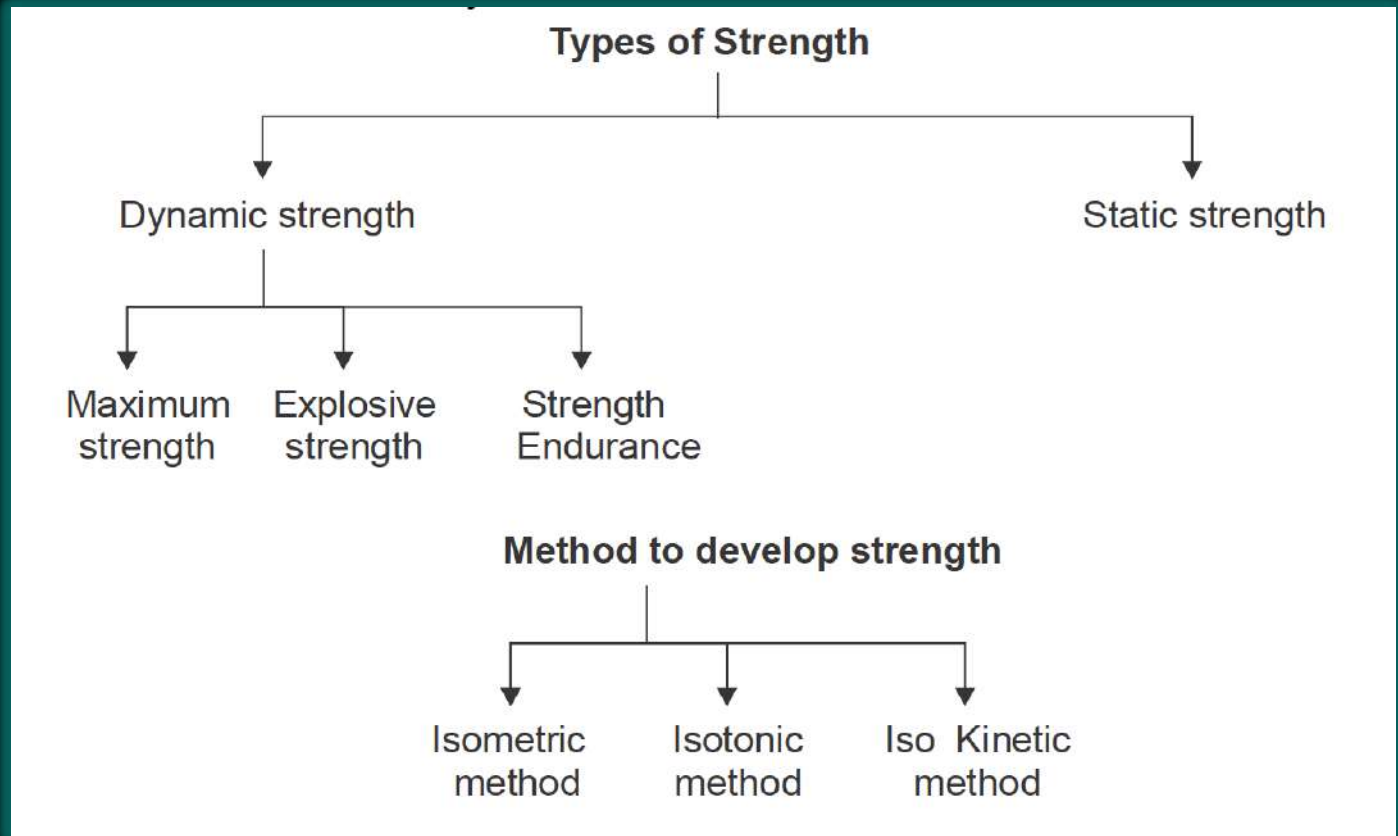 Types of Strength
Dynamic strength
Static strength
Maximum strength
Explosive strength
Strength Endurance
Method to develop strength
Isometric method
Isotonic method
Iso Kinetic method